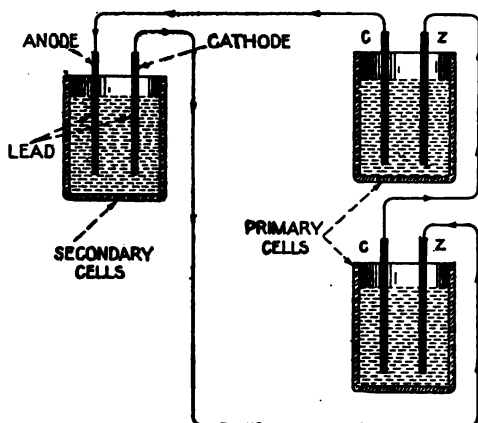 ANODE
CATHODE
C Z
LEAD
SECONDARY
CELLS
PRIMARY
CELLS
C Z